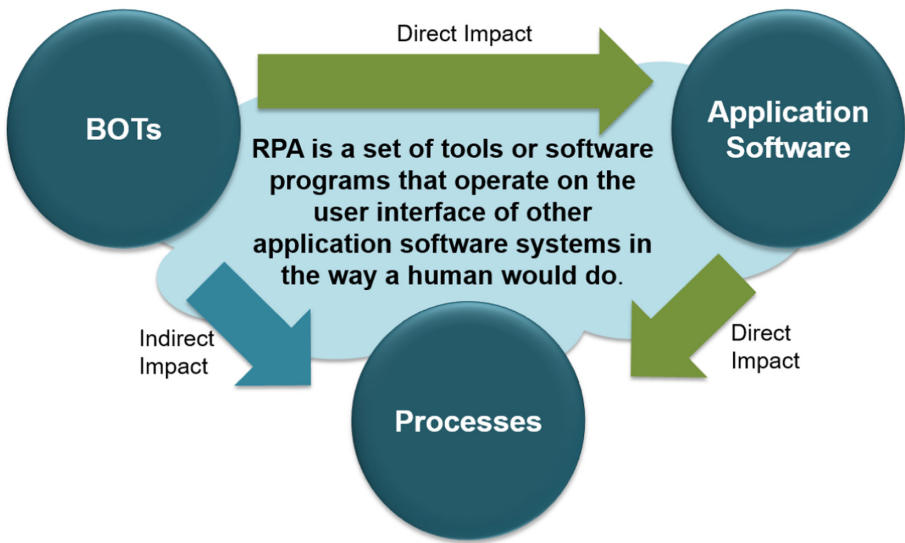 Direct Impact
BOTs
Application
Software
RPA is a set of tools or software
programs that operate on the
user interface of other
application software systems in
the way a human would do.
Indirect
Impact
Direct
Impact
Processes